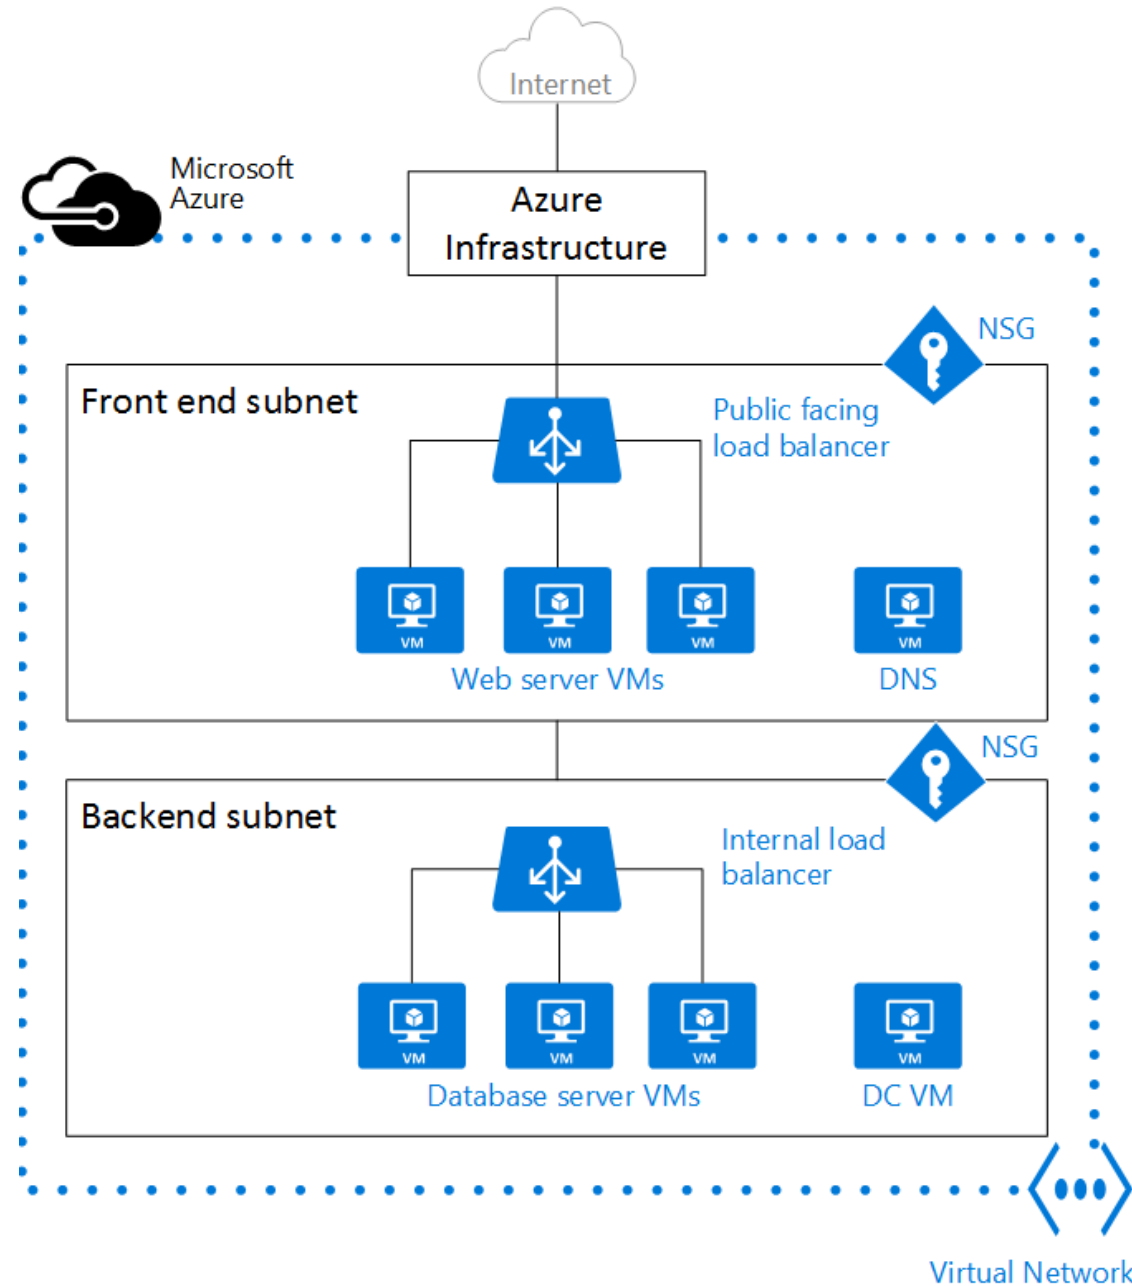 Internet
Microsoft
Azure
Azure
Infrastructure
NSG
Front end subnet
Public facing
load balancer
VM
VM
VM
VM
Web server VMs
DNS
NSG
Backend subnet
Internal load
balancer
VM
VM
VM
VM
Database server VMs
DC VM
Virtual Network